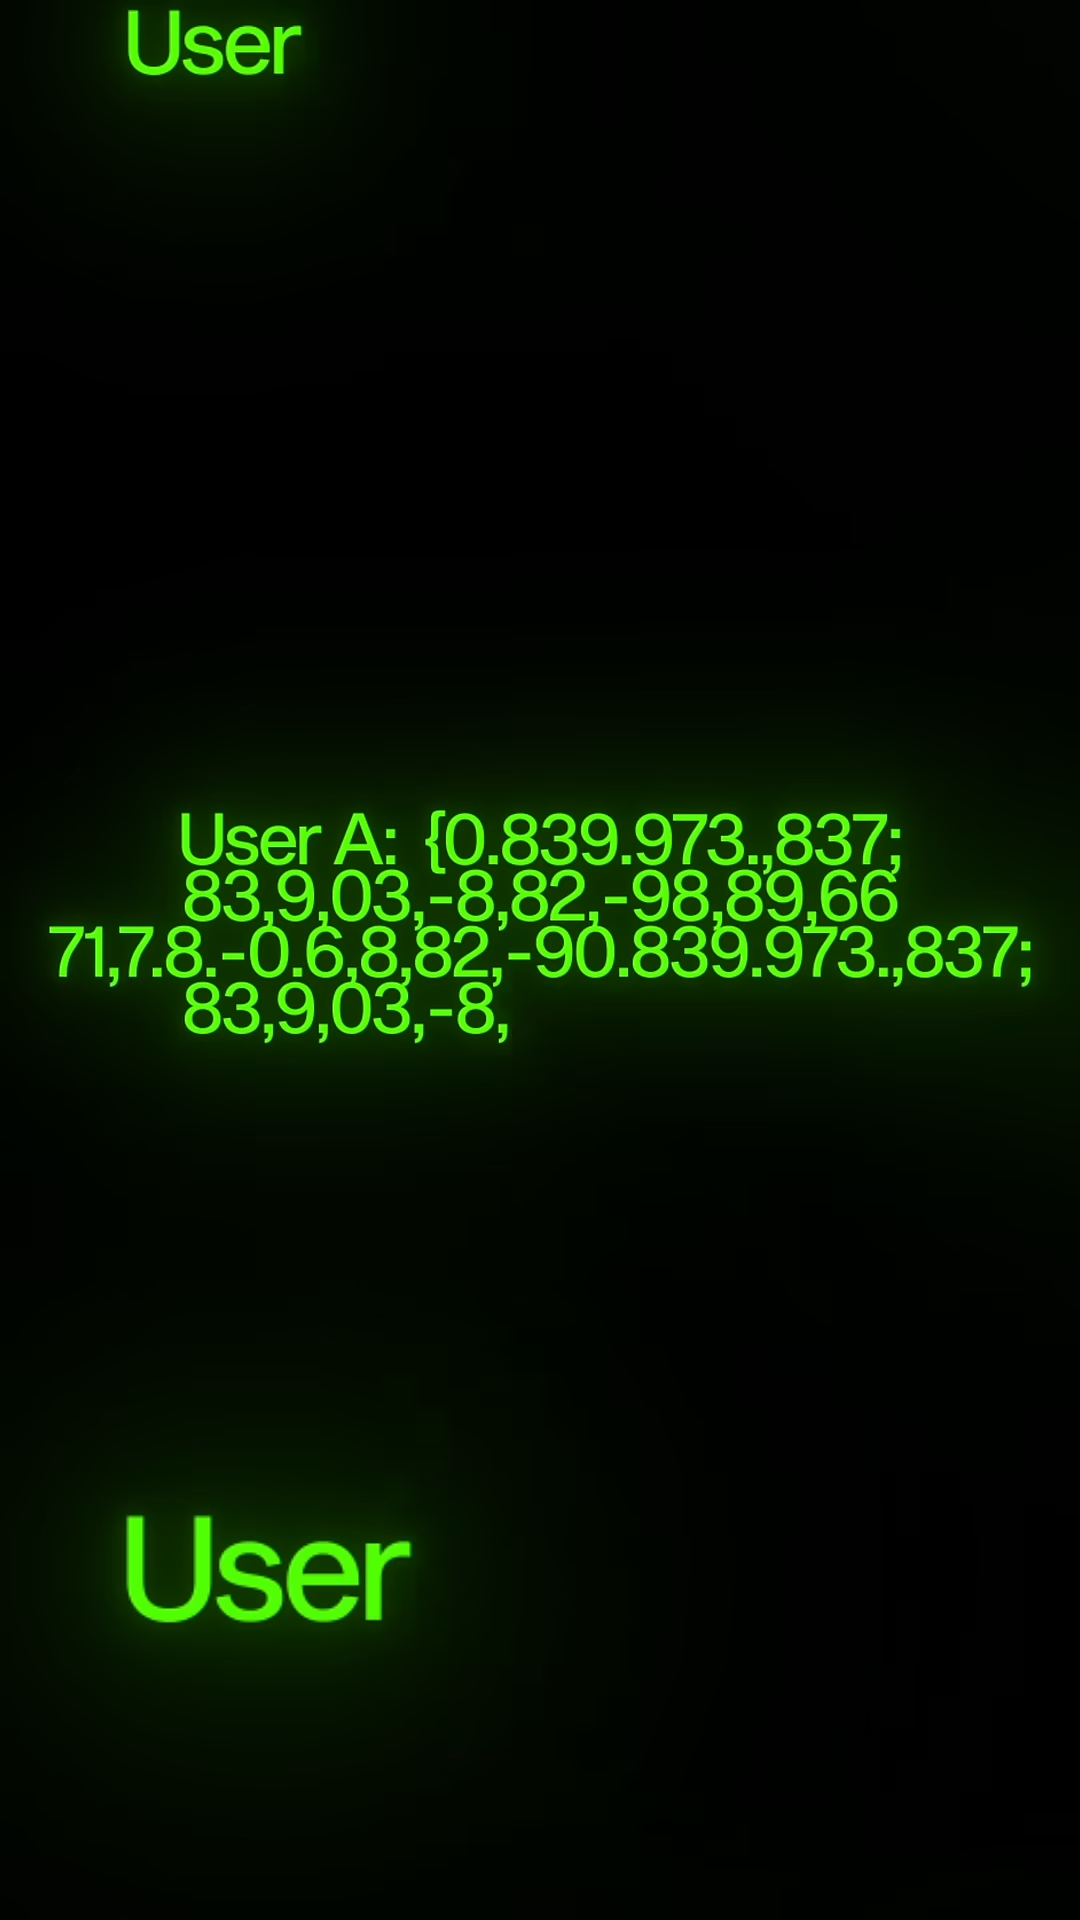 User
User A: {0.839.973.,837;
83,9,03,-8,82,-98,89,66
71,7.8.-0.6,8,82,-90.839.973.,837;
83,9,03,-8,
User